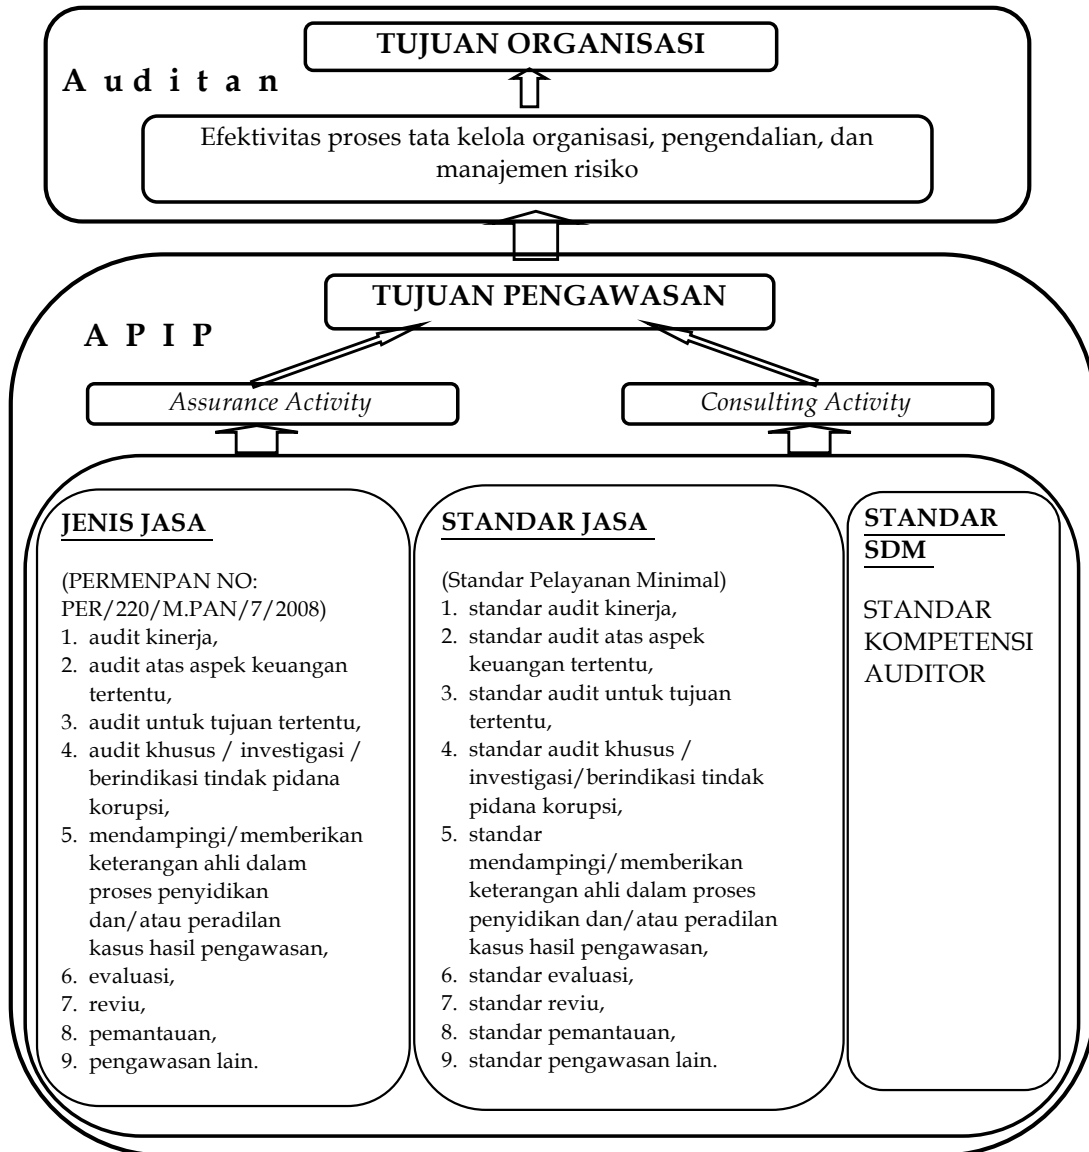 TUJUAN ORGANISASI
A u d i t a n
Efektivitas proses tata kelola organisasi, pengendalian, dan
manajemen risiko
TUJUAN PENGAWASAN
A P I P
Assurance Activity
Consulting Activity
JENIS JASA
(PERMENPAN NO:
PER/220/M.PAN/7/2008)
1. audit kinerja,
2. audit atas aspek keuangan
tertentu,
3. audit untuk tujuan tertentu,
4. audit khusus / investigasi /
berindikasi tindak pidana
korupsi,
5. mendampingi/memberikan
keterangan ahli dalam
proses penyidikan
dan/atau peradilan
kasus hasil pengawasan,
6. evaluasi,
7. reviu,
8. pemantauan,
9. pengawasan lain.
STANDAR JASA
(Standar Pelayanan Minimal)
1. standar audit kinerja,
2. standar audit atas aspek
keuangan tertentu,
3. standar audit untuk tujuan
tertentu,
4. standar audit khusus /
investigasi/berindikasi tindak
pidana korupsi,
5. standar
mendampingi/memberikan
keterangan ahli dalam proses
penyidikan dan/atau peradilan
kasus hasil pengawasan,
6. standar evaluasi,
7. standar reviu,
8. standar pemantauan,
9. standar pengawasan lain.
STANDAR
SDM
STANDAR
KOMPETENSI
AUDITOR